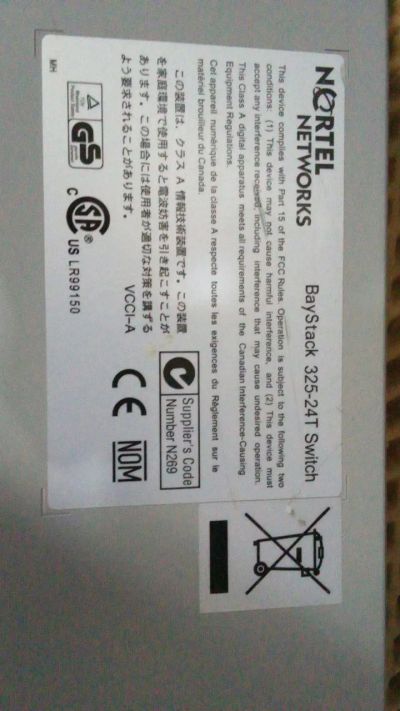 NORTEL
NETWORKS
BayStack 325-24T Switch
This device complies with Part 15 of the FCC Rules. Operation is subject to the following two
conditions: (1) This device may not cause harmful interference, and (2) This device must
accept any interference received, including interference that may cause undesired operation.
This Class A digital apparatus meets all requirements of the Canadian Interference-Causing
Equipment Regulations.
Cet appareil numérique de la classe A respecte toutes les exigences du Règlement sur le
matériel brouilleur du Canada.
この装置は、クラス A 情報技術装置です。この装置
を家庭環境で使用すると電波妨害を引き起こすことが
あります。この場合には使用者が適切な対策を講ずる
よう要求されることがあります。
VCCI-A
Supplier's Code
Number N269
GS
CSA®
C US LR99150
CE
NOM
MH